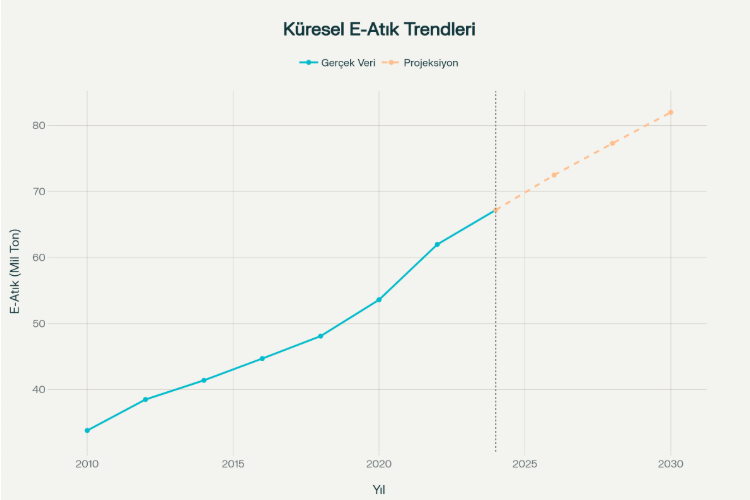 Küresel E-Atık Trendleri
Gerçek Veri Projeksiyon
E-Atık (Mil Ton)
80
70
60
50
40
2010 2015 2020 2025 2030
Yıl